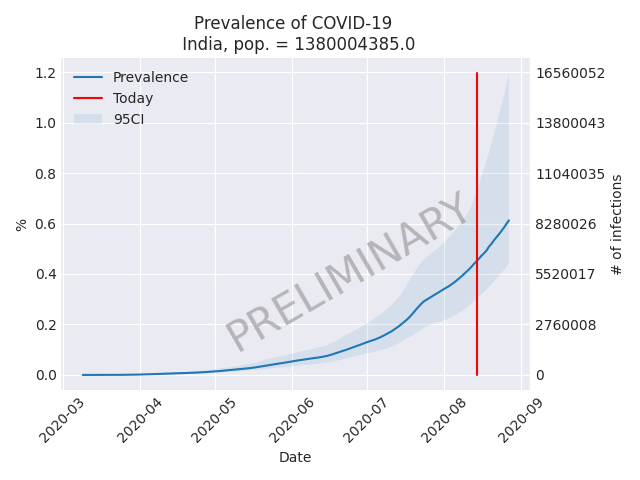 Prevalence of COVID-19
India, pop. = 1380004385.0
Prevalence
Today
95CI
PRELIMINARY
%
1.2
1.0
0.8
0.6
0.4
0.2
0.0
16560052
13800043
11040035
8280026
5520017
2760008
0
# of infections
2020-03
2020-04
2020-05
2020-06
2020-07
2020-08
2020-09
Date